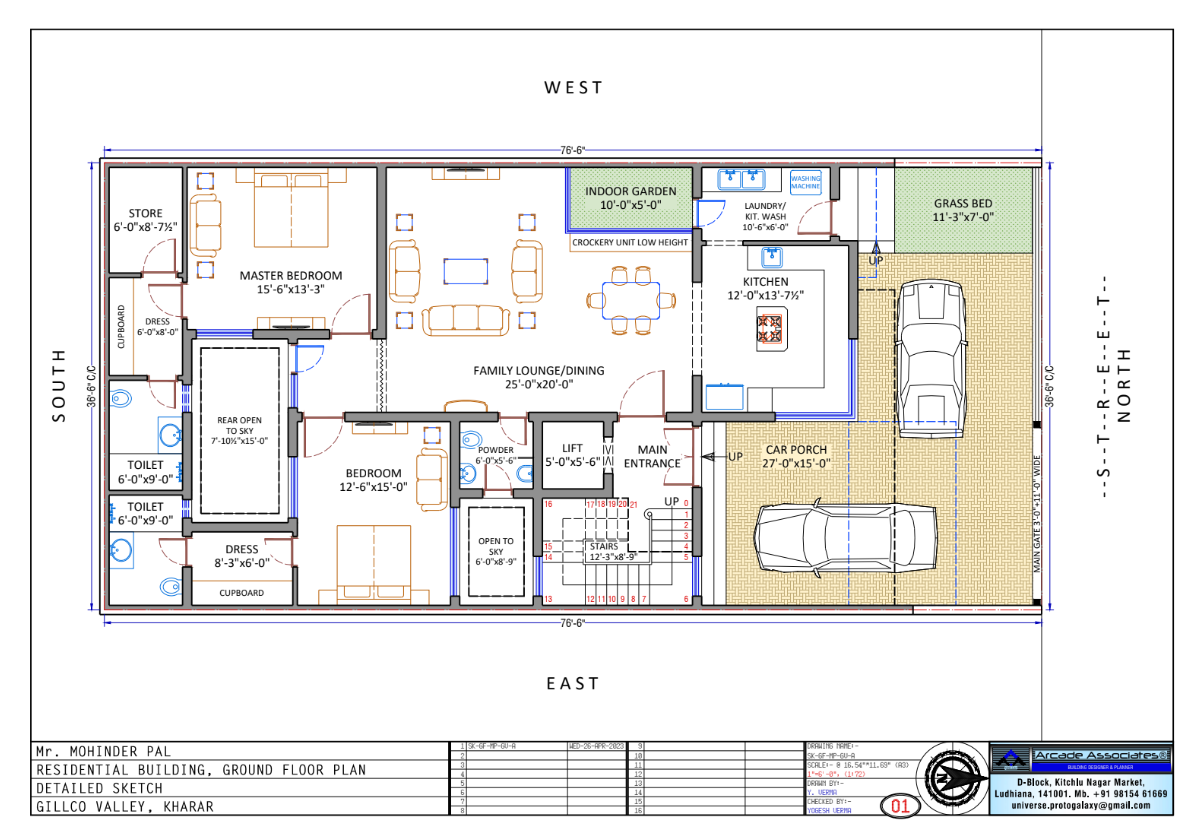 WEST
76'-6"
STORE
6'-0"x8'-7½"
MASTER BEDROOM
15'-6"x13'-3"
INDOOR GARDEN
10'-0"x5'-0"
CROCKERY UNIT LOW HEIGHT
WASHING
MACHINE
LAUNDRY/
KIT. WASH
10'-6"x6'-0"
GRASS BED
11'-3"x7'-0"
UP
KITCHEN
12'-0"x13'-7½"
CUPBOARD
DRESS
6'-0"x8'-0"
FAMILY LOUNGE/DINING
25'-0"x20'-0"
SOUTH
36'-6" C/C
36'-6" C/C
--S--T--R--E--E--T--
NORTH
REAR OPEN
TO SKY
7'-10½"x15'-0"
TOILET
6'-0"x9'-0"
TOILET
6'-0"x9'-0"
BEDROOM
12'-6"x15'-0"
POWDER
6'-0"x5'-6"
LIFT
5'-0"x5'-6"
MAIN
ENTRANCE
UP
CAR PORCH
27'-0"x15'-0"
MAIN GATE 3'-0"+11'-0" WIDE
DRESS
8'-3"x6'-0"
CUPBOARD
OPEN TO
SKY
6'-0"x8'-9"
16 17 18 19 20 21 UP 0
1
2
3
15 STAIRS 4
14 12'-3"x8'-9" 5
13 12 11 10 9 8 7 6
76'-6"
EAST
Mr. MOHINDER PAL
RESIDENTIAL BUILDING, GROUND FLOOR PLAN
DETAILED SKETCH
GILLCO VALLEY, KHARAR
1 SK-GF-MP-GV-A WED-26-APR-2023 9
2 10
3 11
4 12
5 13
6 14
7 15
8 16
DRAWING NAME:-
SK-GF-MP-GV-A
SCALE:- @ 16.54"*11.69" (A3)
1"=6'-0", (1:72)
DRAWN BY:-
Y. VERMA
CHECKED BY:-
YOGESH VERMA
01
N
Arcade Associates®
BUILDING DESIGNER & PLANNER
D-Block, Kitchlu Nagar Market,
Ludhiana, 141001. Mb. +91 98154 61669
universe.protogalaxy@gmail.com